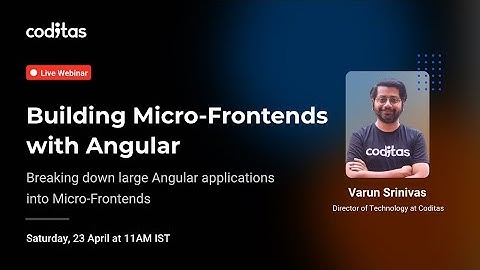 coditas
Live Webinar
Building Micro-Frontends
with Angular
Breaking down large Angular applications
into Micro-Frontends
Saturday, 23 April at 11AM IST
coditas
Varun Srinivas
Director of Technology at Coditas